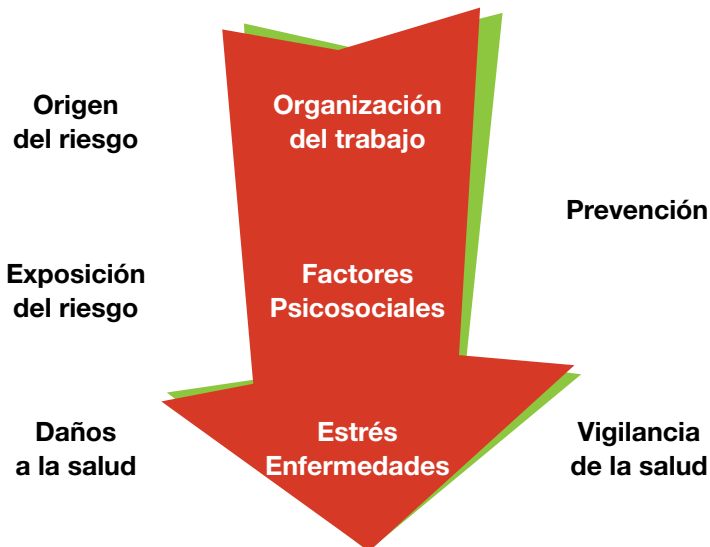 Origen
del riesgo
Organización
del trabajo
Prevención
Exposición
del riesgo
Factores
Psicosociales
Daños
a la salud
Estrés
Enfermedades
Vigilancia
de la salud